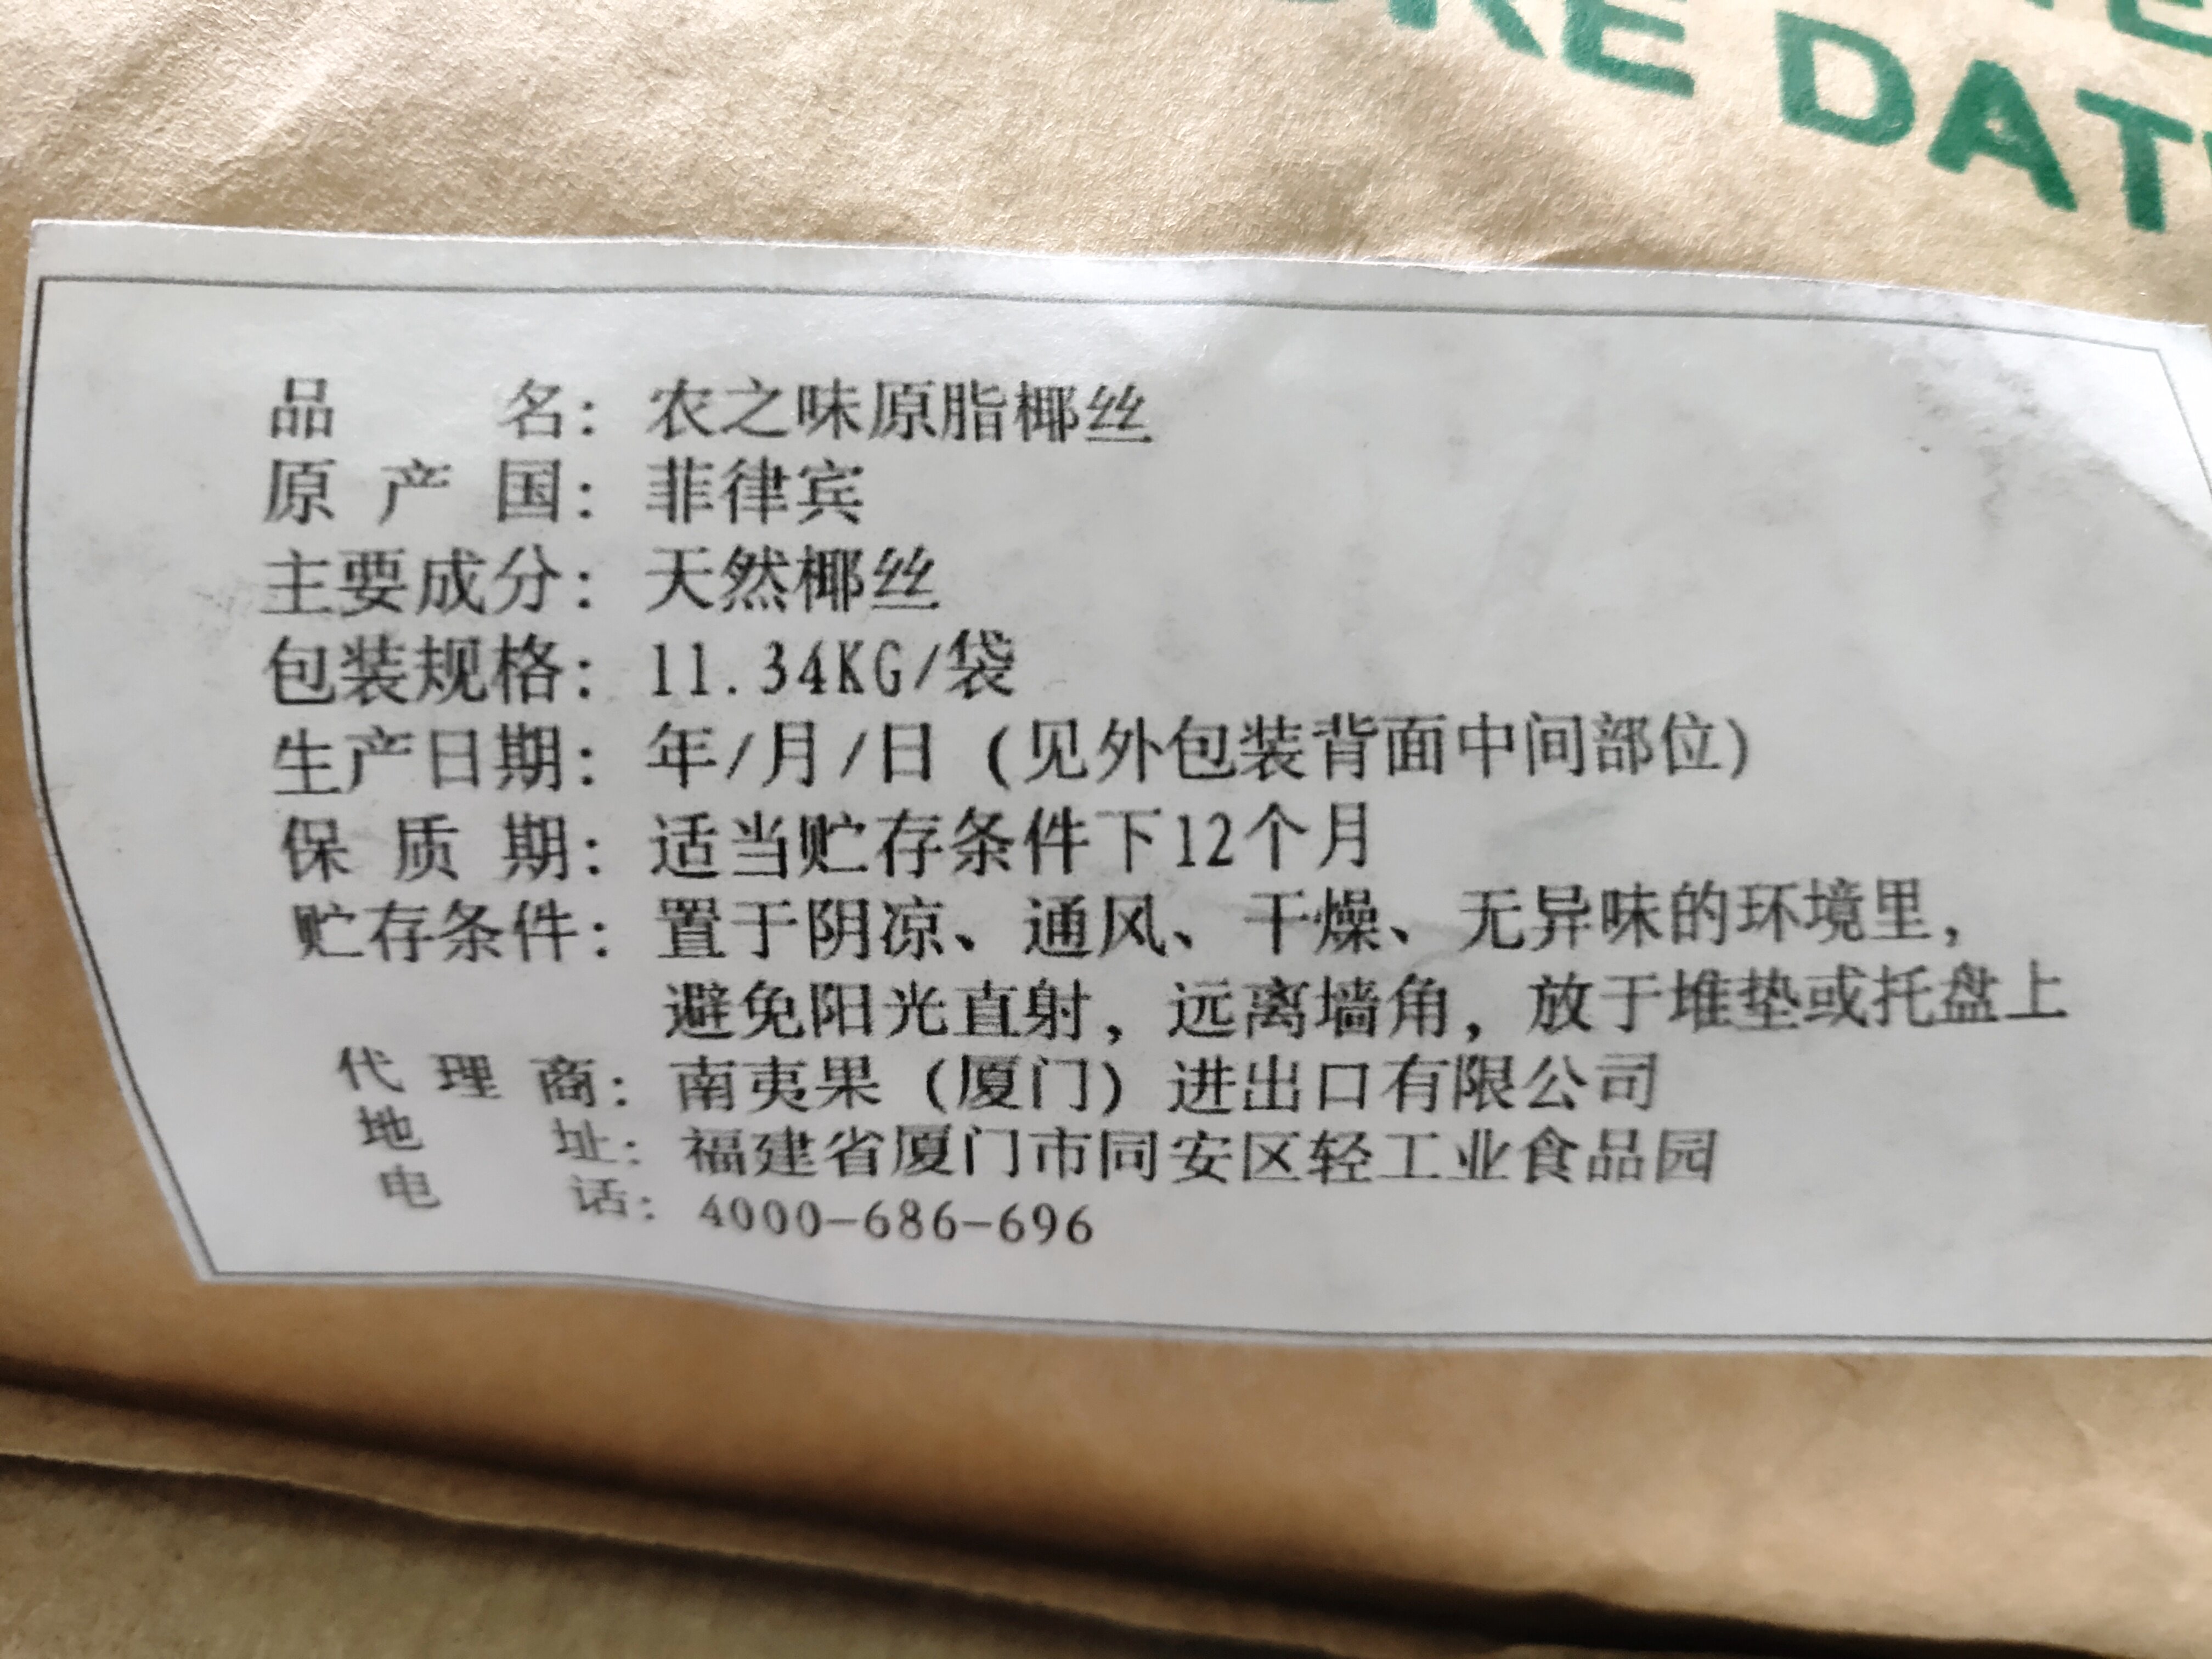 DAT
品 名：农之味原脂椰丝
原 产 国：菲律宾
主要成分：天然椰丝
包装规格：11.34KG/袋
生产日期：年/月/日（见外包装背面中间部位）
保 质 期：适当贮存条件下12个月
贮存条件：置于阴凉、通风、干燥、无异味的环境里，
避免阳光直射，远离墙角，放于堆垫或托盘上
代 理 商：南夷果（厦门）进出口有限公司
地 址：福建省厦门市同安区轻工业食品园
电 话：4000-686-696